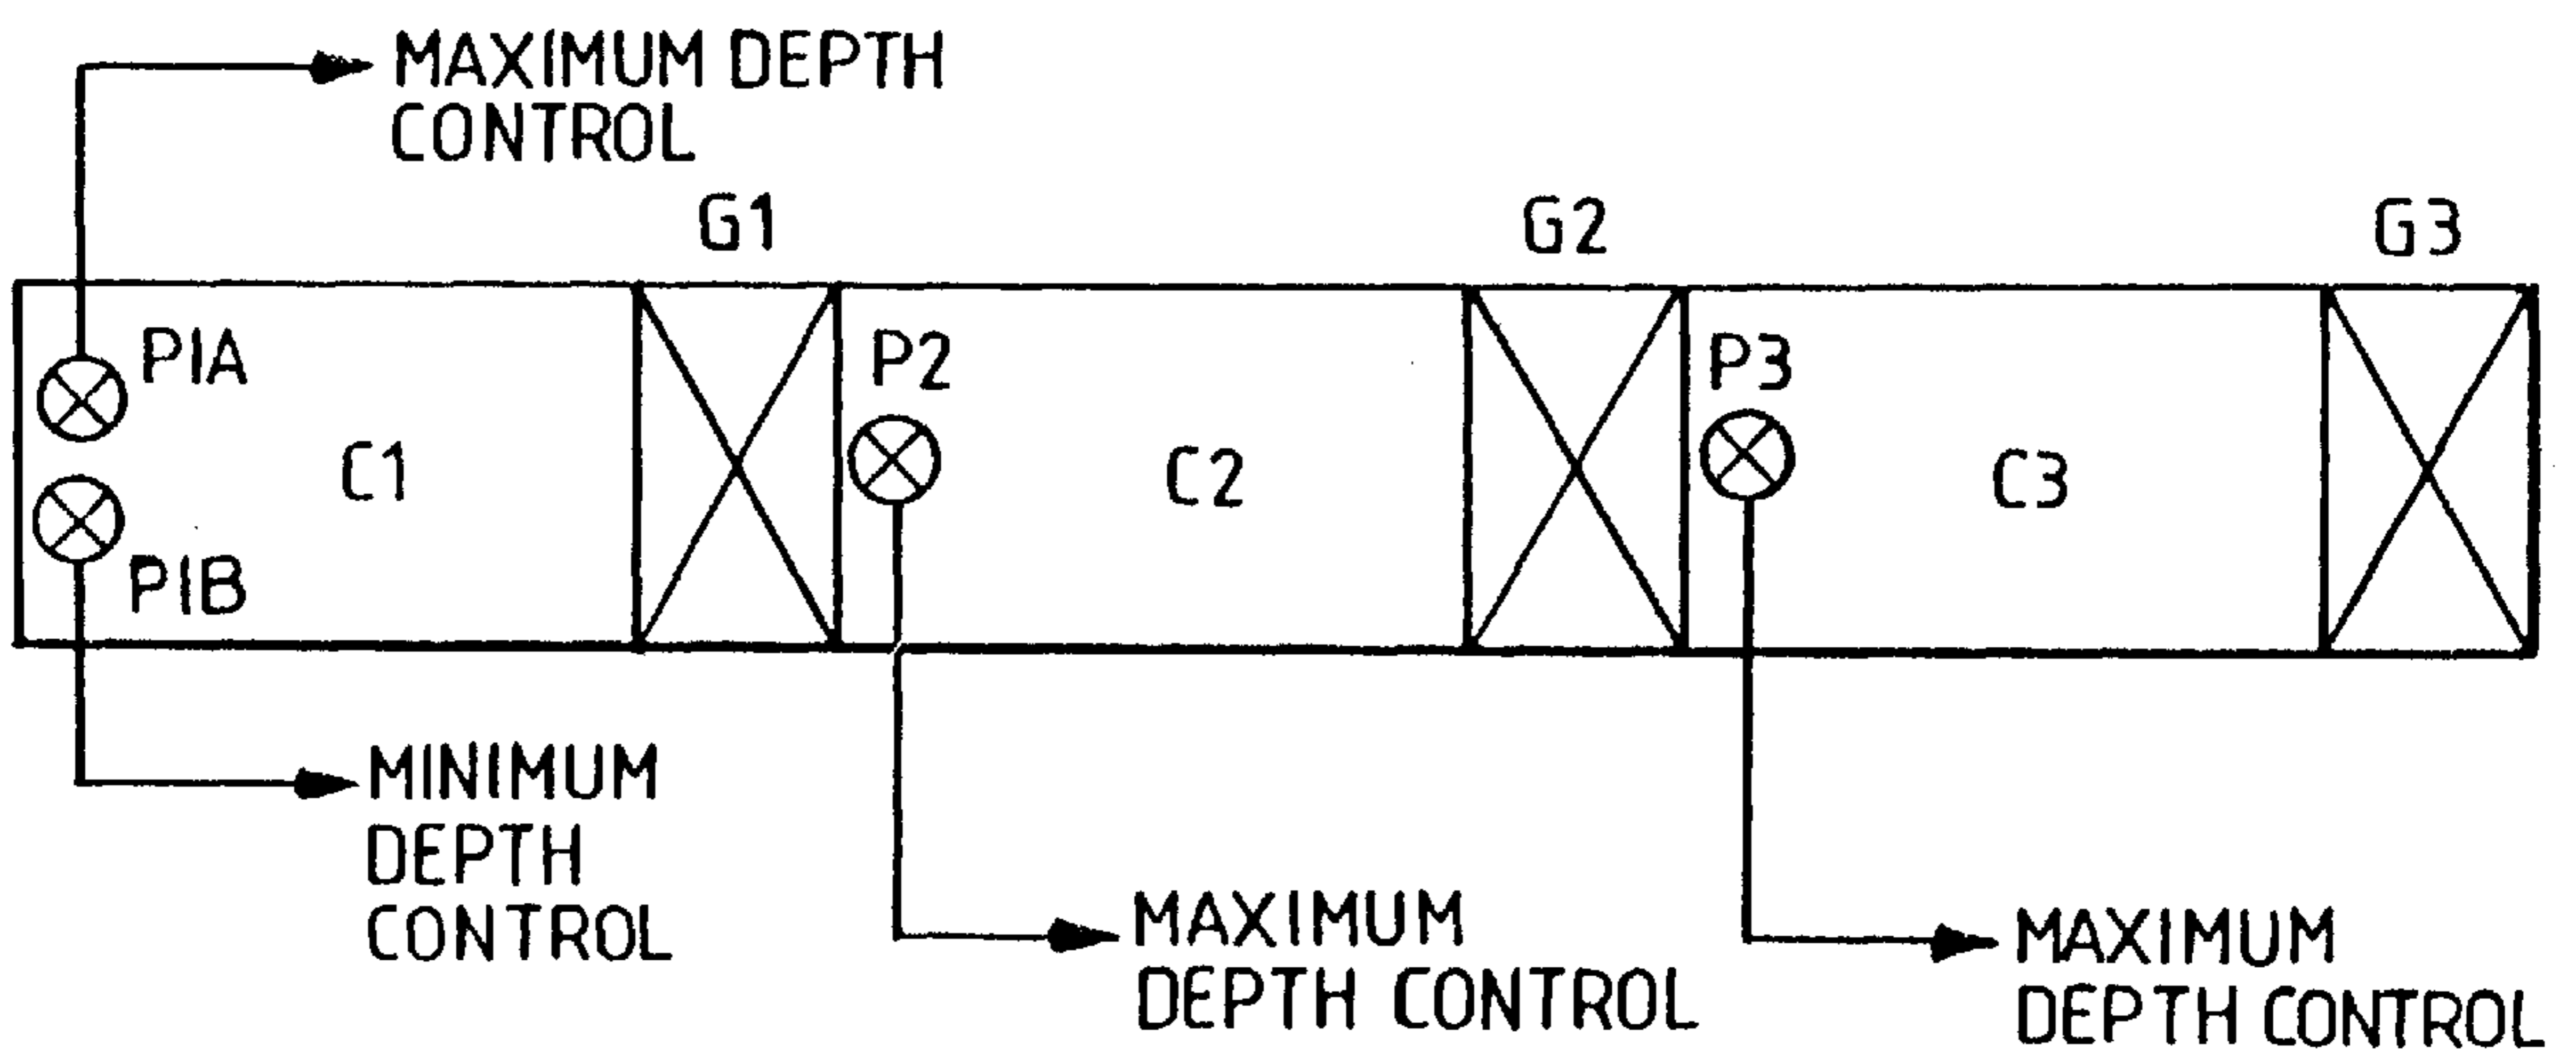 MAXIMUM DEPTH
CONTROL
G1
G2
G3
P1A
P2
P3
C1
C2
C3
P1B
MINIMUM
DEPTH
CONTROL
MAXIMUM
DEPTH CONTROL
MAXIMUM
DEPTH CONTROL